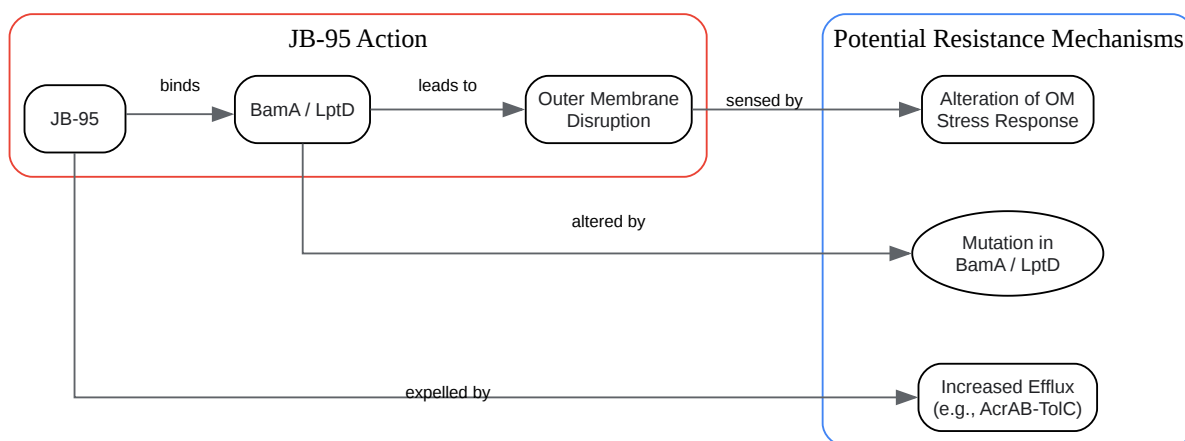 JB-95 Action
Potential Resistance Mechanisms
JB-95
binds
BamA / LptD
leads to
Outer Membrane
Disruption
sensed by
Alteration of OM
Stress Response
altered by
Mutation in
BamA / LptD
expelled by
Increased Efflux
(e.g., AcrAB-TolC)